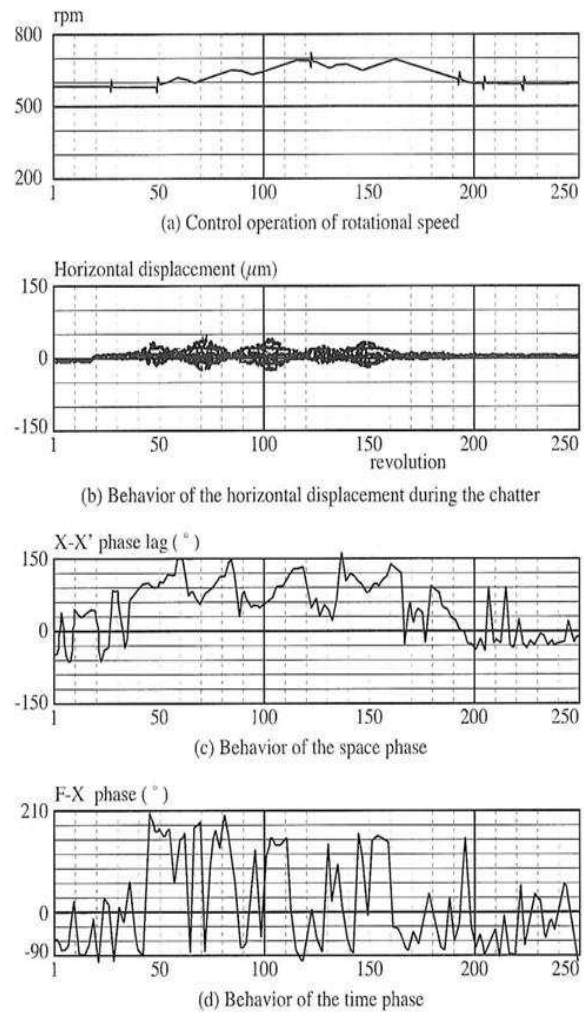 rpm
800
500
200
1 50 100 150 200 250
(a) Control operation of rotational speed
Horizontal displacement (μm)
150
0
-150
1 50 100 150 200 250
revolution
(b) Behavior of the horizontal displacement during the chatter
X-X' phase lag ( ° )
150
0
-150
1 50 100 150 200 250
(c) Behavior of the space phase
F-X phase ( ° )
210
0
-90
1 50 100 150 200 250
(d) Behavior of the time phase